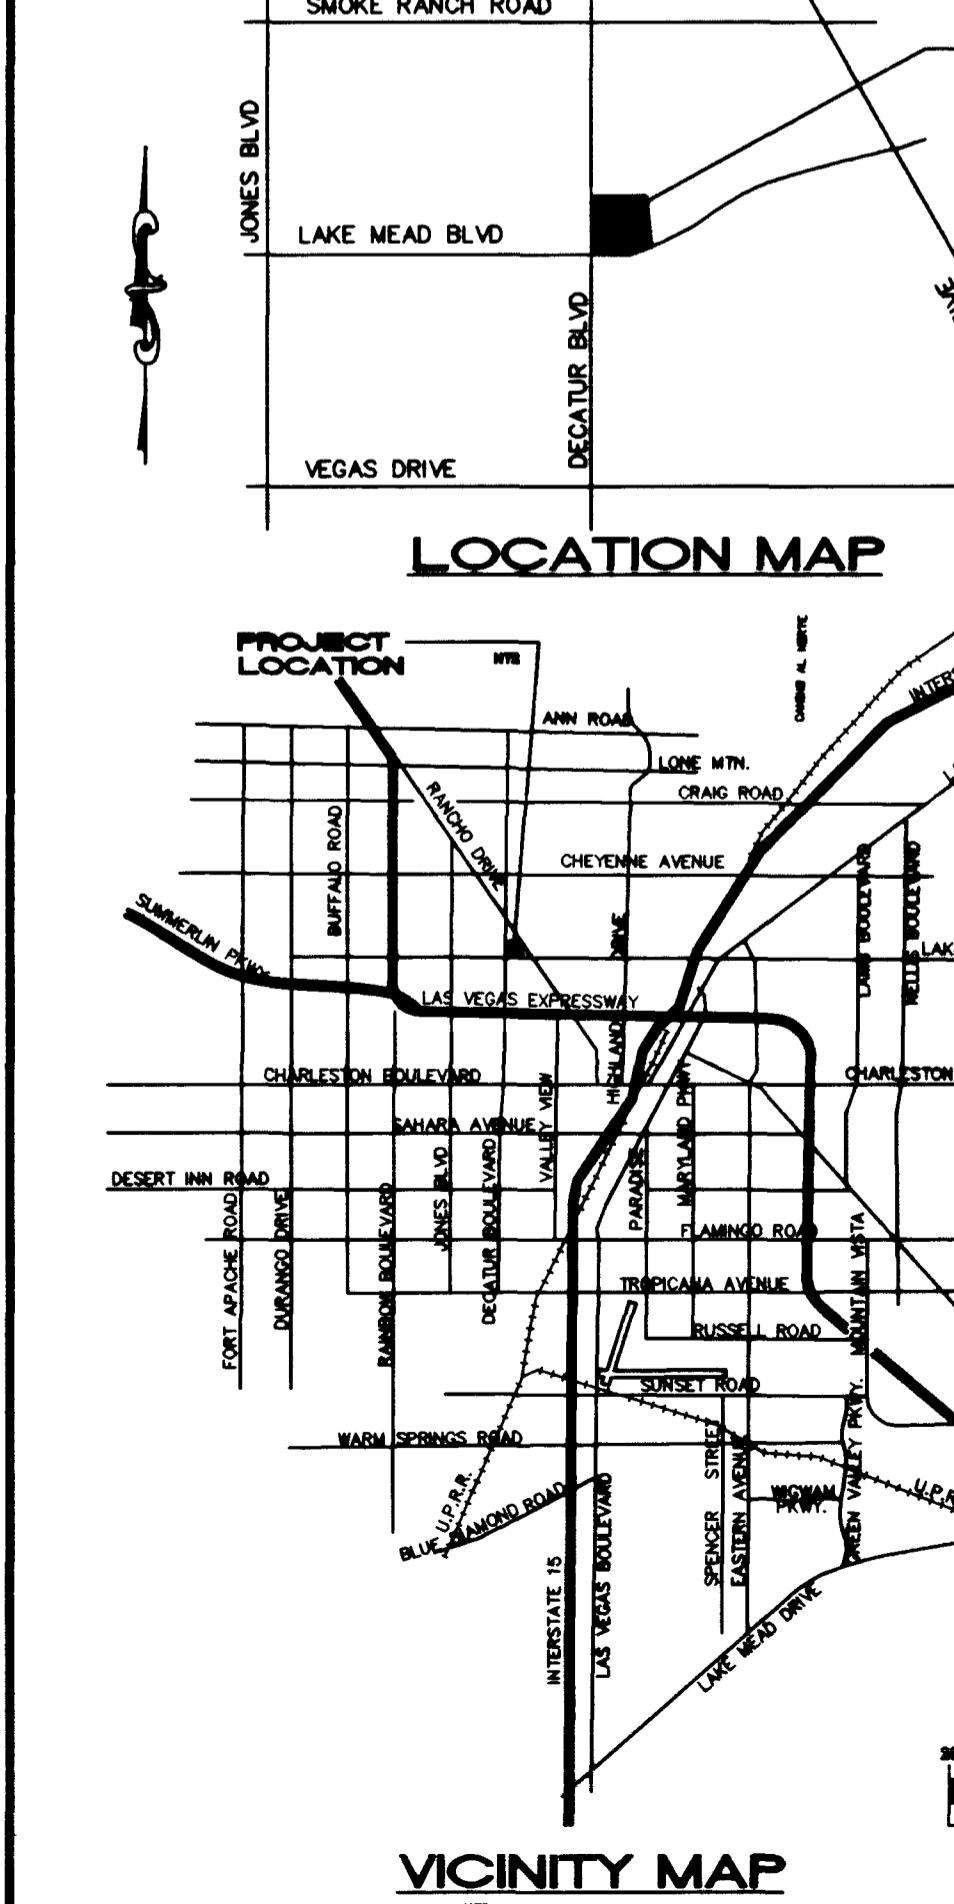 SMOKE RANCH ROAD
JONES BLVD
LAKE MEAD BLVD
DECATUR BLVD
VEGAS DRIVE
LOCATION MAP
PROJECT
LOCATION
NTS
ANN ROAD
LONE MTN.
CRAIG ROAD
RANCHO DRIVE
BUFFALO ROAD
CHEYENNE AVENUE
LAMB BOULEVARD
NELLIS BOULEVARD
SUMMERLIN PKWY
LAS VEGAS EXPRESSWAY
HIGHLAND DRIVE
CHARLESTON BOULEVARD
CHARLESTON
SAHARA AVENUE
VALLEY VIEW
MARYLAND PKWY
DESERT INN ROAD
JONES BLVD
DECATUR BOULEVARD
PARADISE
FORT APACHE ROAD
DURANGO DRIVE
RAINBOW BOULEVARD
FLAMINGO ROAD
TROPICANA AVENUE
MOUNTAIN VISTA
RUSSELL ROAD
SUNSET ROAD
WARM SPRINGS ROAD
SPENCER STREET
EASTERN AVENUE
WIGWAM
PKWY.
GREEN VALLEY PKWY.
U.P.R.R.
BLUE DIAMOND ROAD
INTERSTATE 15
LAS VEGAS BOULEVARD
LAKE MEAD DRIVE
VICINITY MAP